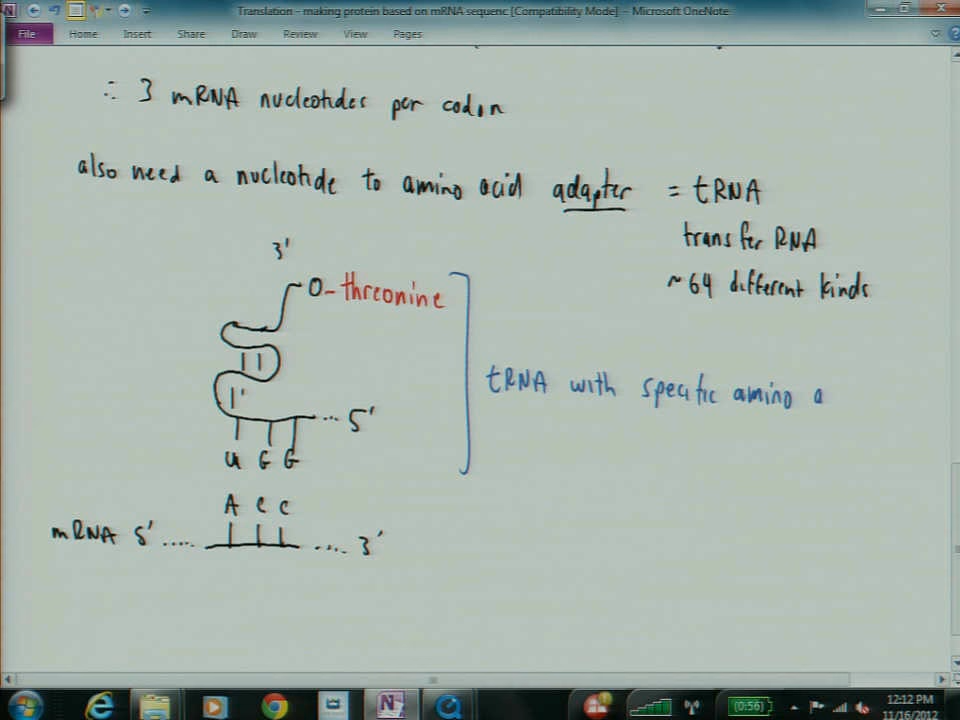 Translation - making protein based on mRNA sequenc [Compatibility Mode] - Microsoft OneNote
File Home Insert Share Draw Review View Pages
∴ 3 mRNA nucleotides per codon
also need a nucleotide to amino acid adapter = tRNA
transfer RNA
~64 different kinds
3'
O-threonine
tRNA with specific amino a
... 5'
U G G
A C C
mRNA 5' ..... .... 3'
(0:56)
12:12 PM
11/16/2012